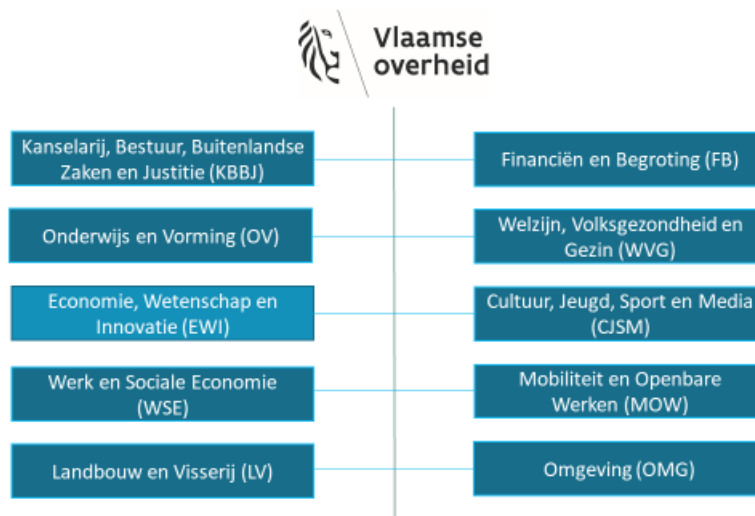 Vlaamse
overheid
Kanselarij, Bestuur, Buitenlandse
Zaken en Justitie (KBBJ)
Financiën en Begroting (FB)
Onderwijs en Vorming (OV)
Welzijn, Volksgezondheid en
Gezin (WVG)
Economie, Wetenschap en
Innovatie (EWI)
Cultuur, Jeugd, Sport en Media
(CJSM)
Werk en Sociale Economie
(WSE)
Mobiliteit en Openbare
Werken (MOW)
Landbouw en Visserij (LV)
Omgeving (OMG)